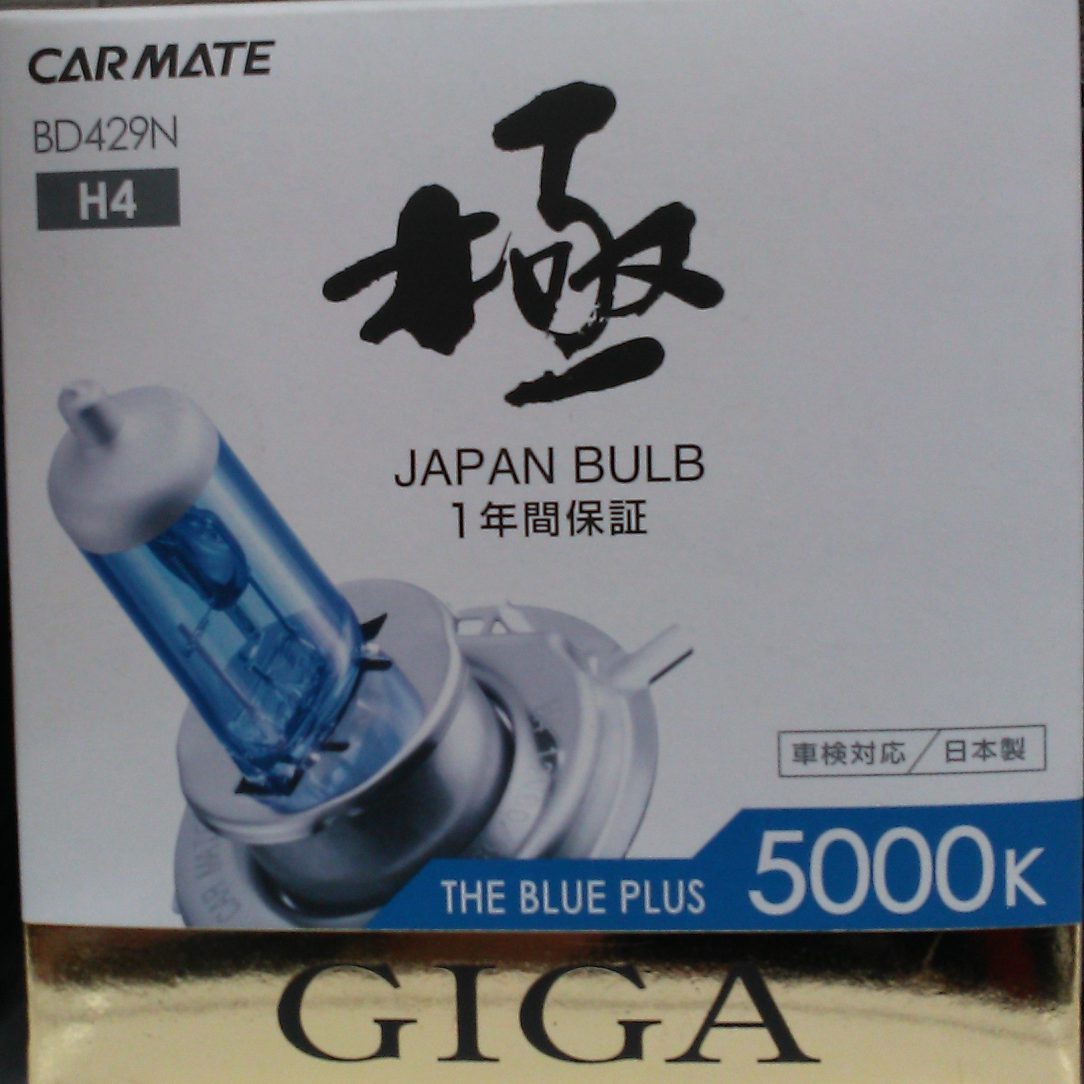 CARMATE
BD429N
H4
極
JAPAN BULB
1年間保証
車検対応/日本製
THE BLUE PLUS 5000K
GIGA